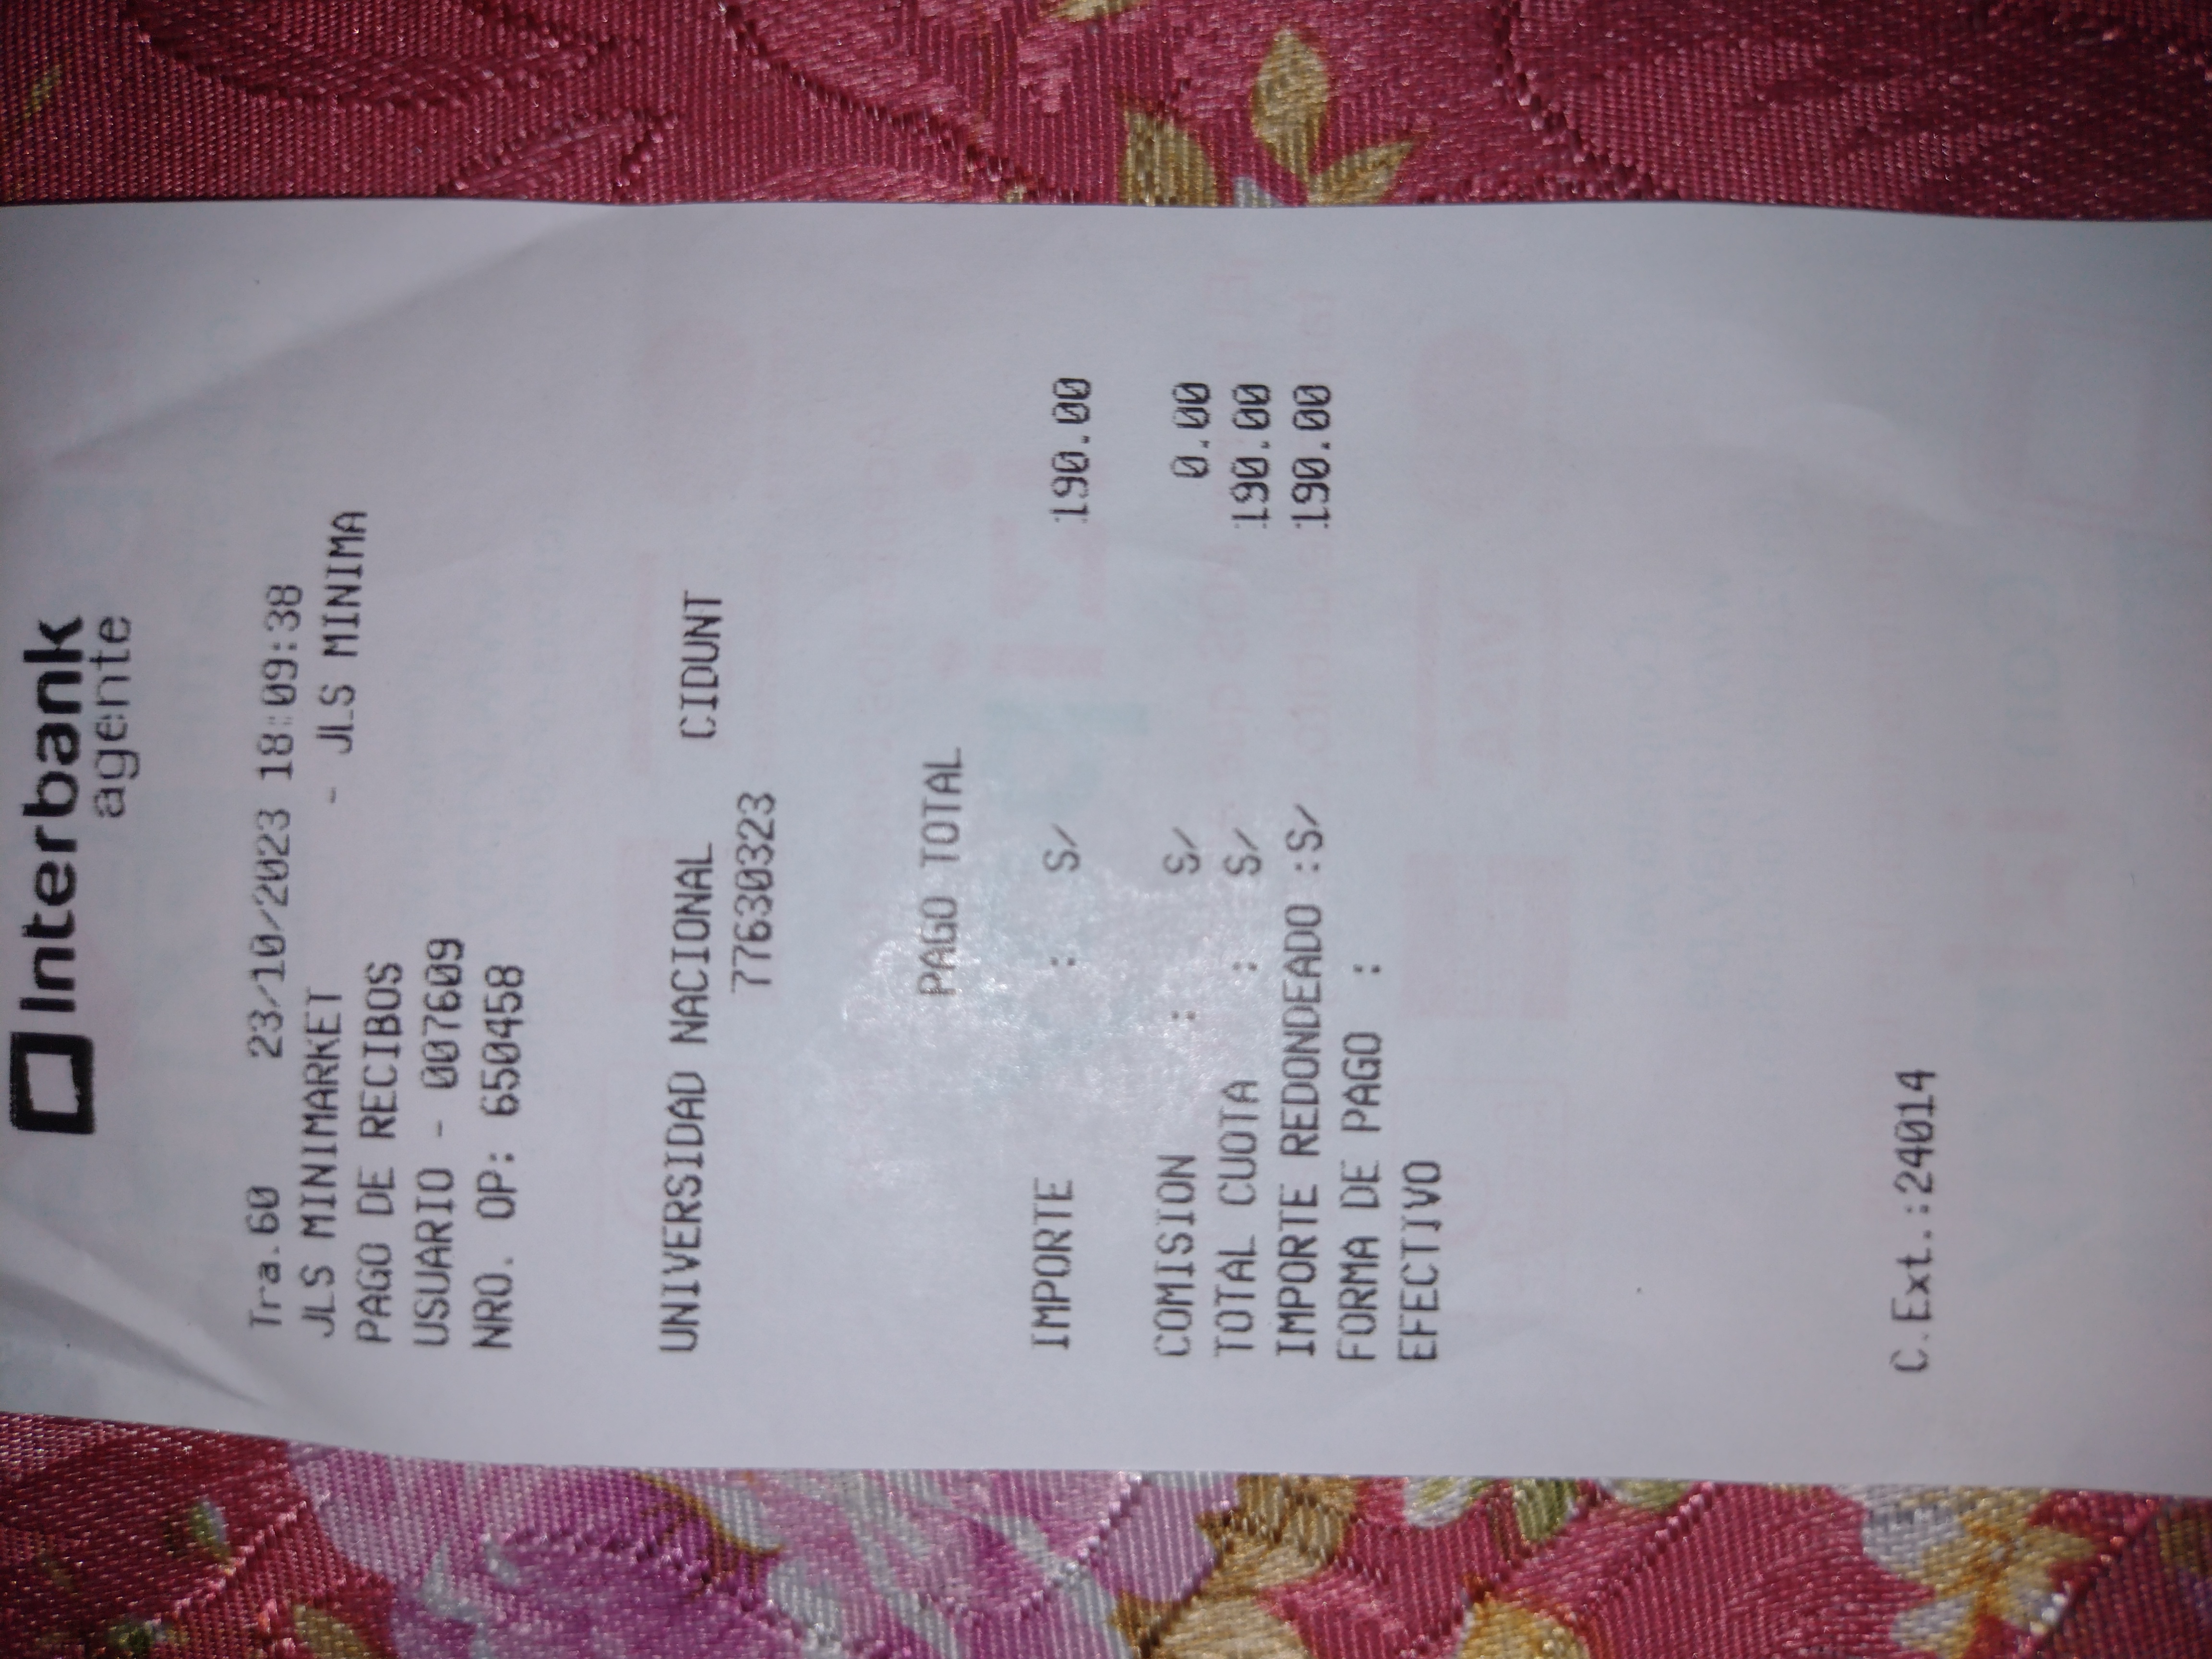 Interbank
agente
Tra.60 23/10/2023 18:09:38
JLS MINIMARKET - JLS MINIMA
PAGO DE RECIBOS
USUARIO - 007609
NRO. OP: 650458
UNIVERSIDAD NACIONAL CIDUNT
77630323
PAGO TOTAL
IMPORTE : S/ 190.00
COMISION : S/ 0.00
TOTAL CUOTA : S/ 190.00
IMPORTE REDONDEADO :S/ 190.00
FORMA DE PAGO :
EFECTIVO
C.Ext.:24014